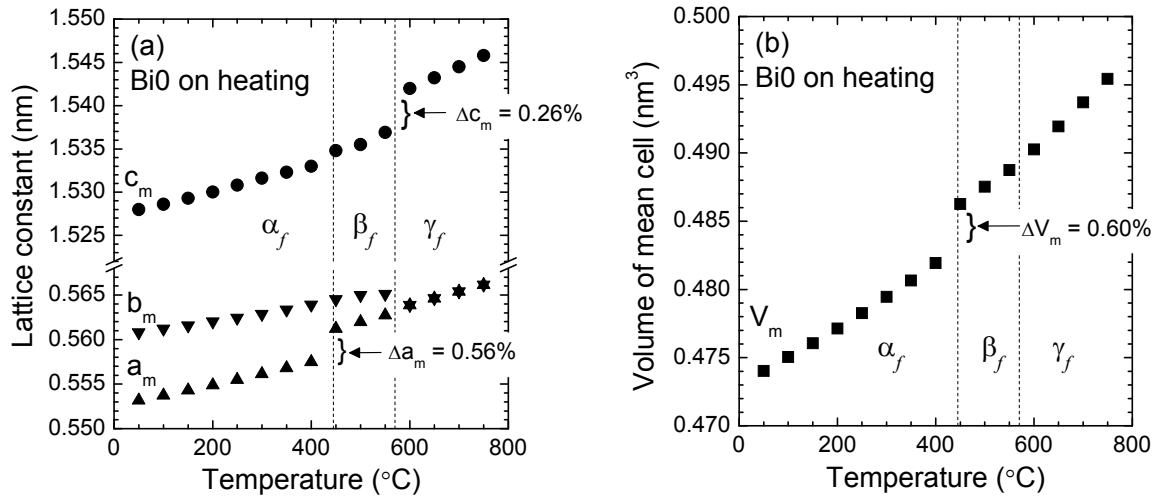 (a)
Bi0 on heating
Lattice constant (nm)
1.550
1.545
1.540
1.535
1.530
1.525
0.565
0.560
0.555
0.550
c_m
b_m
a_m
} ← Δc_m = 0.26%
} ← Δa_m = 0.56%
α_f β_f γ_f
0 200 400 600 800
Temperature (°C)
(b)
Bi0 on heating
Volume of mean cell (nm³)
0.500
0.495
0.490
0.485
0.480
0.475
0.470
V_m
} ← ΔV_m = 0.60%
α_f β_f γ_f
0 200 400 600 800
Temperature (°C)